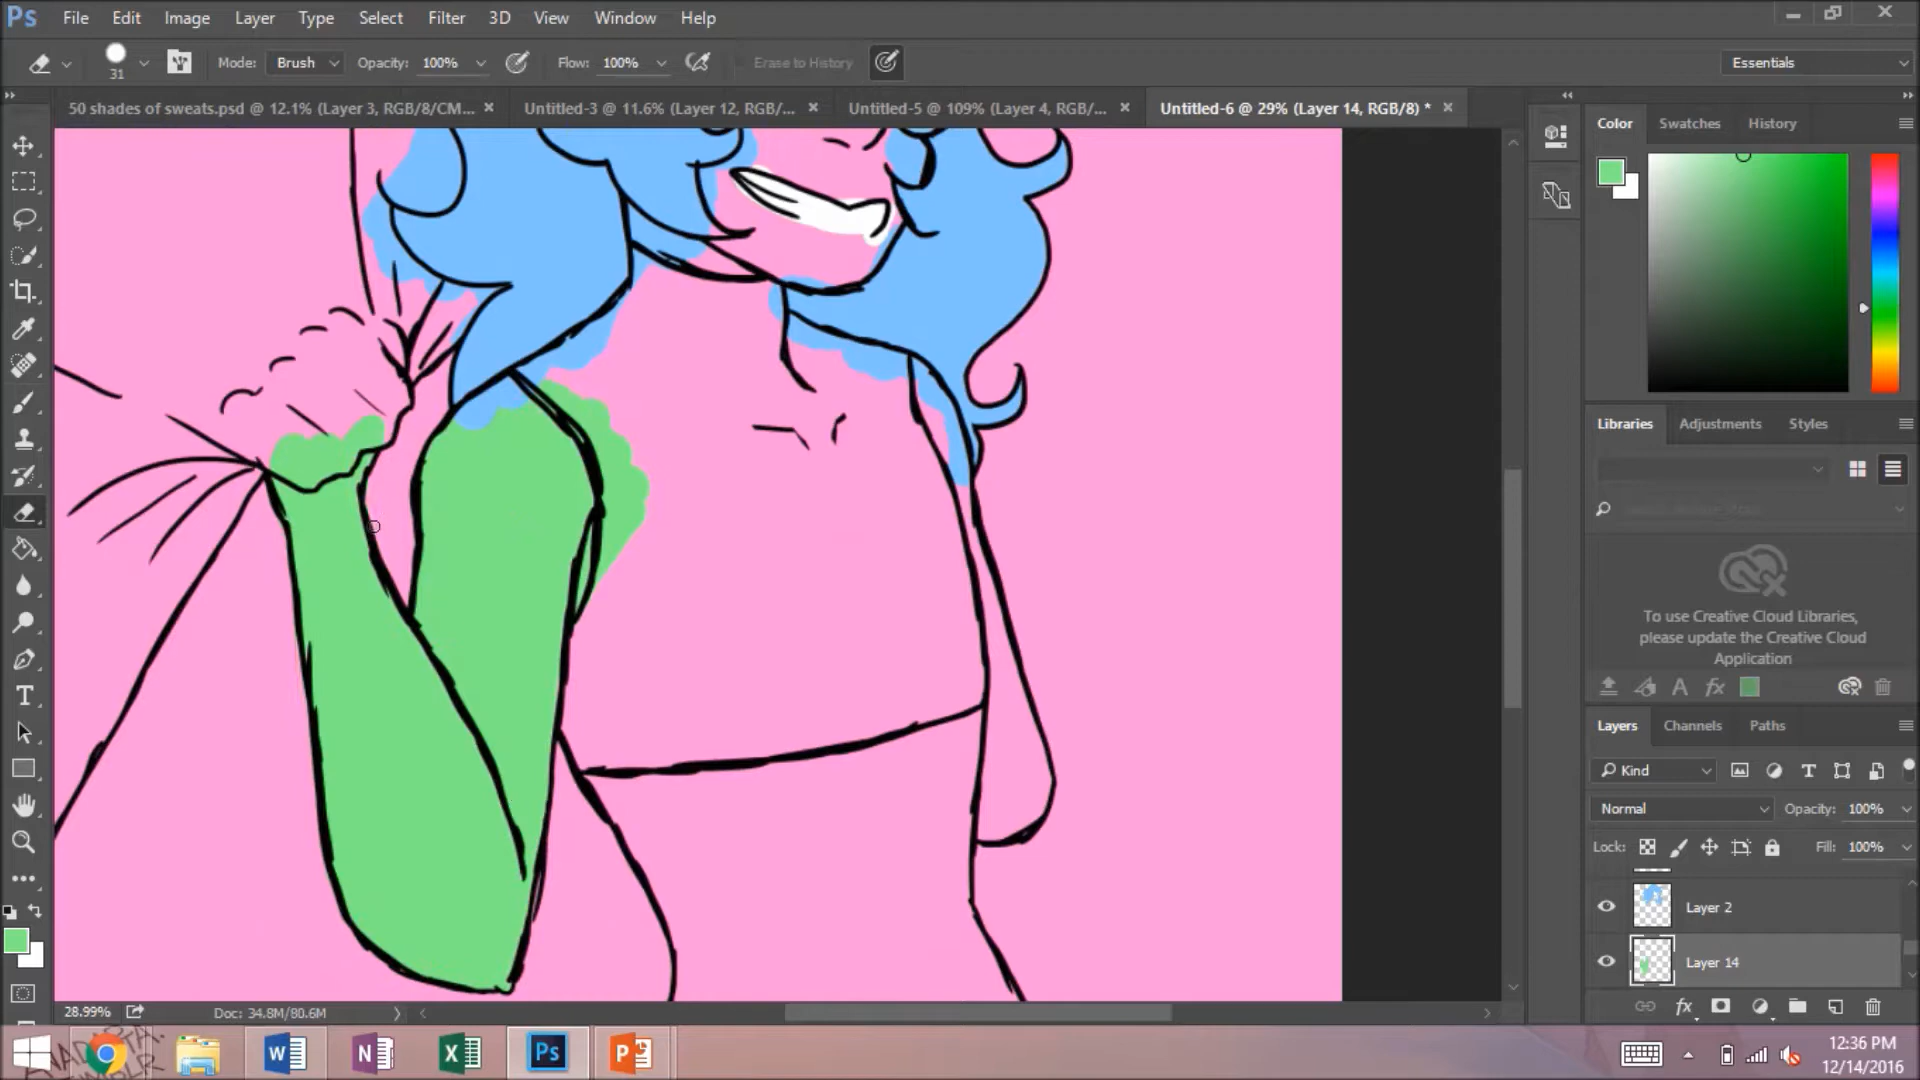 Ps File Edit Image Layer Type Select Filter 3D View Window Help
31 Mode: Brush Opacity: 100% Flow: 100% Erase to History Essentials
50 shades of sweats.psd @ 12.1% (Layer 3, RGB/8/CM... × Untitled-3 @ 11.6% (Layer 12, RGB/... × Untitled-5 @ 109% (Layer 4, RGB/... × Untitled-6 @ 29% (Layer 14, RGB/8) * ×
Color Swatches History
Libraries Adjustments Styles
To use Creative Cloud Libraries,
please update the Creative Cloud
Application
Layers Channels Paths
Kind
Normal Opacity: 100%
Lock: Fill: 100%
Layer 2
Layer 14
28.99% Doc: 34.8M/80.6M
12:36 PM
12/14/2016